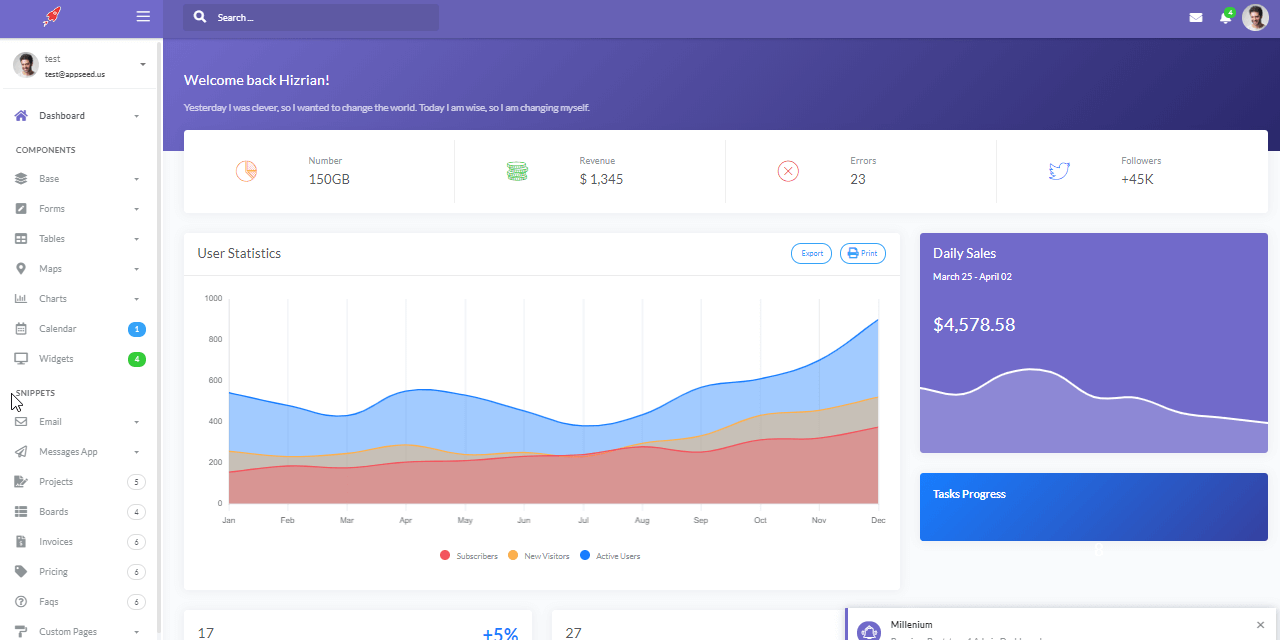 Search ...
4
test
test@appseed.us
Dashboard
COMPONENTS
Base
Forms
Tables
Maps
Charts
Calendar 1
Widgets 4
SNIPPETS
Email
Messages App
Projects 5
Boards 4
Invoices 6
Pricing 6
Faqs 6
Custom Pages
Welcome back Hizrian!
Yesterday I was clever, so I wanted to change the world. Today I am wise, so I am changing myself.
Number
150GB
Revenue
$ 1,345
Errors
23
Followers
+45K
User Statistics
Export
Print
1000
800
600
400
200
0
Jan Feb Mar Apr May Jun Jul Aug Sep Oct Nov Dec
Subscribers New Visitors Active Users
Daily Sales
March 25 - April 02
$4,578.58
Tasks Progress
17
+5%
27
Millenium